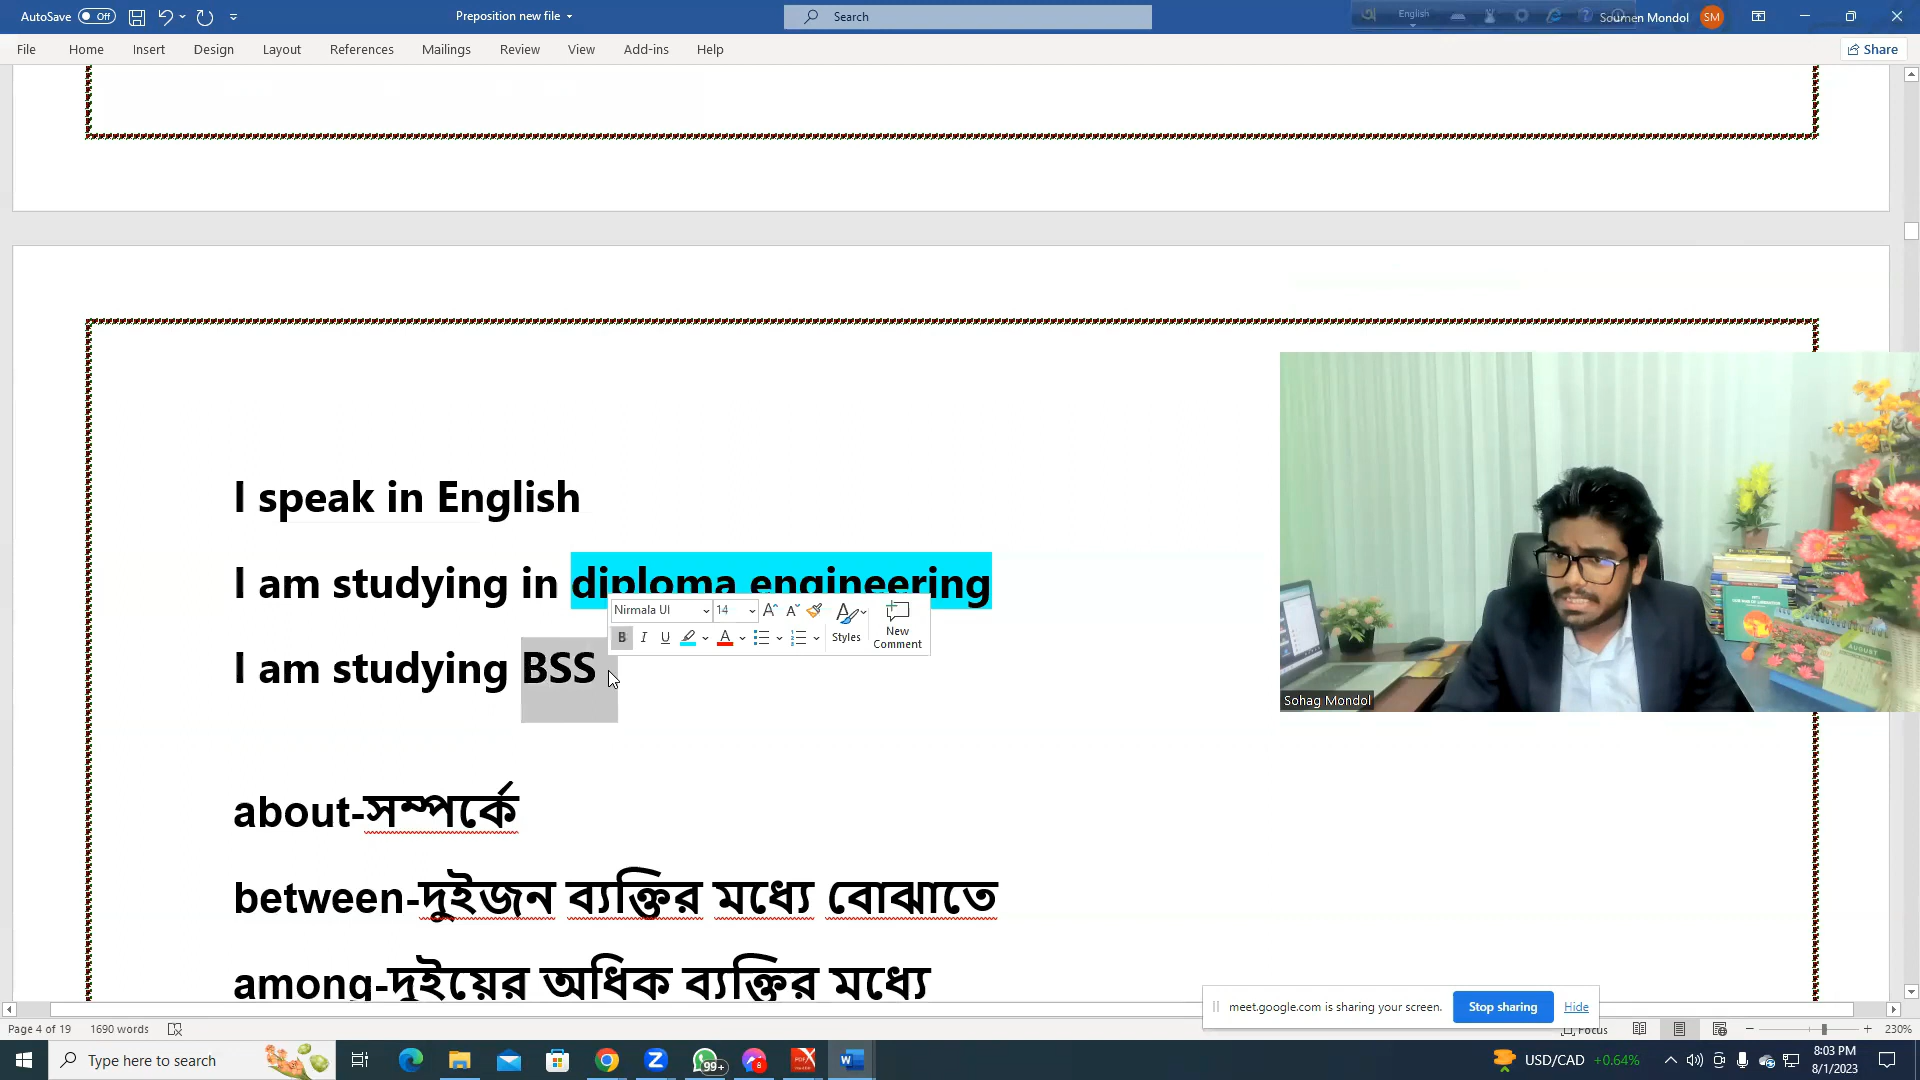 AutoSave Off
Preposition new file
Search
English
Soumen Mondol SM
File Home Insert Design Layout References Mailings Review View Add-ins Help
Share
I speak in English
I am studying in diploma engineering
Nirmala UI 14
B I U A Styles New Comment
I am studying BSS
Sohag Mondol
about-সম্পর্কে
between-দুইজন ব্যক্তির মধ্যে বোঝাতে
among-দুইয়ের অধিক ব্যক্তির মধ্যে
meet.google.com is sharing your screen. Stop sharing Hide
Page 4 of 19 1690 words
Focus
230%
Type here to search
99+
8
USD/CAD +0.64%
8:03 PM
8/1/2023